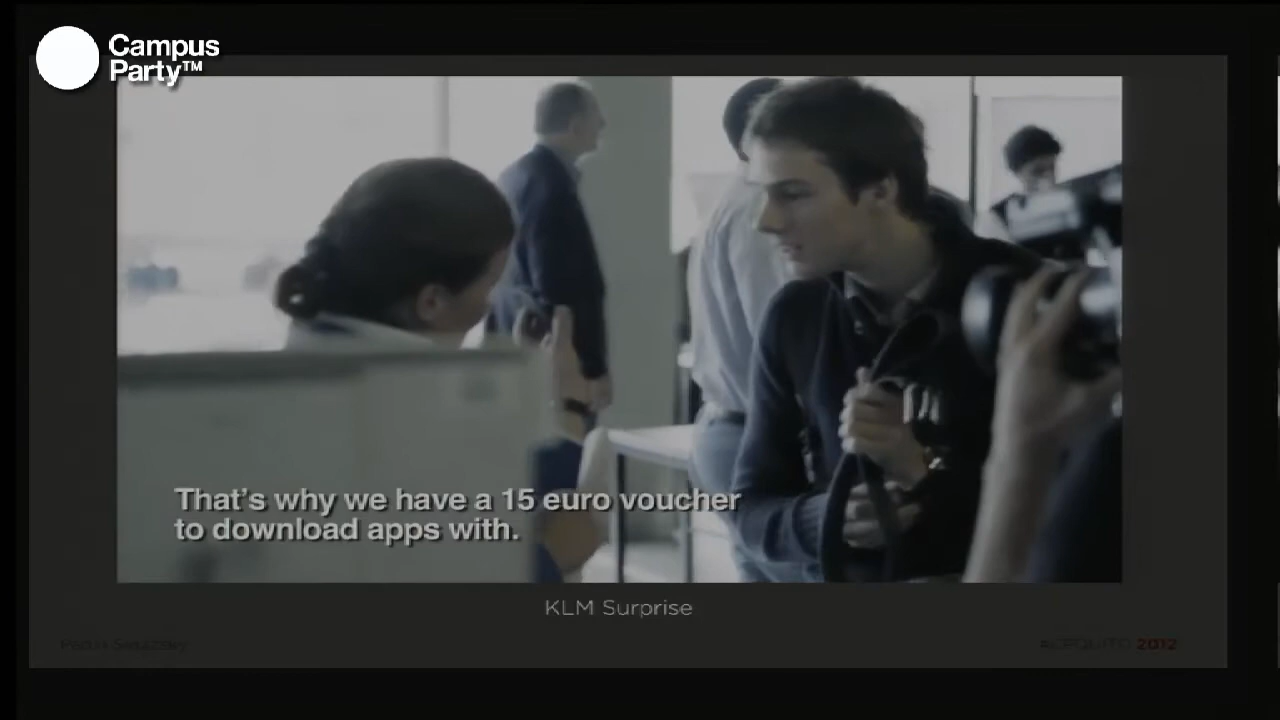 Campus
Party™
That's why we have a 15 euro voucher
to download apps with.
KLM Surprise
2012